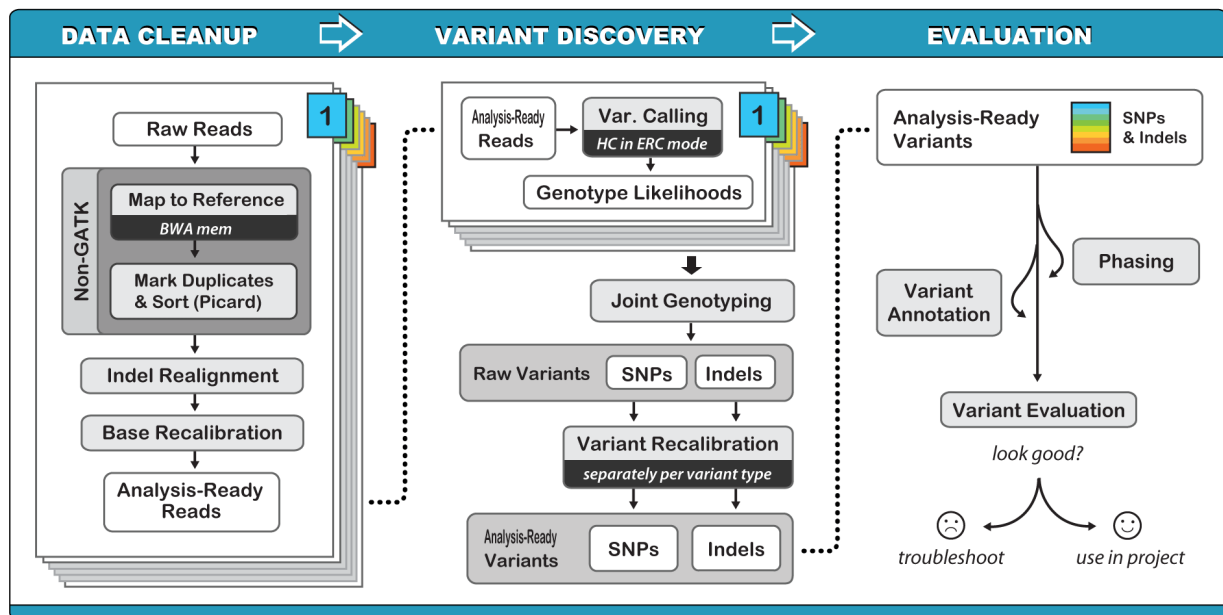 DATA CLEANUP
VARIANT DISCOVERY
EVALUATION
1
Raw Reads
Non-GATK
Map to Reference
BWA mem
Mark Duplicates
& Sort (Picard)
Indel Realignment
Base Recalibration
Analysis-Ready
Reads
1
Analysis-Ready
Reads
Var. Calling
HC in ERC mode
Genotype Likelihoods
Joint Genotyping
Raw Variants
SNPs
Indels
Variant Recalibration
separately per variant type
Analysis-Ready
Variants
SNPs
Indels
Analysis-Ready
Variants
SNPs
& Indels
Phasing
Variant
Annotation
Variant Evaluation
look good?
troubleshoot
use in project